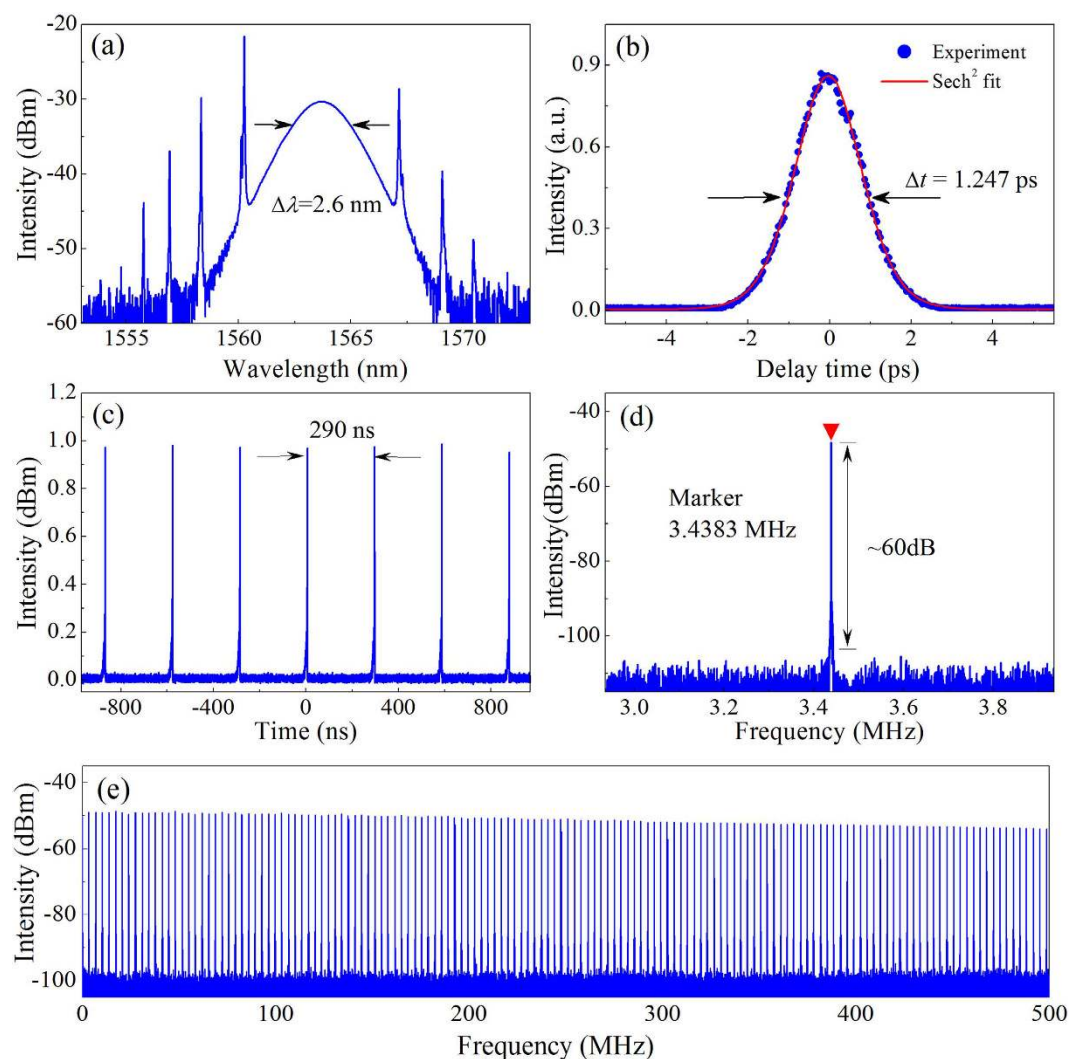 (a)
-20
-30
-40
-50
-60
Intensity (dBm)
Δλ=2.6 nm
1555 1560 1565 1570
Wavelength (nm)
(b)
Experiment
Sech² fit
0.9
0.6
0.3
0.0
Intensity (a.u.)
Δt = 1.247 ps
-4 -2 0 2 4
Delay time (ps)
(c)
1.2
1.0
0.8
0.6
0.4
0.2
0.0
Intensity (dBm)
290 ns
-800 -400 0 400 800
Time (ns)
(d)
-40
-60
-80
-100
Intensity(dBm)
Marker
3.4383 MHz
~60dB
3.0 3.2 3.4 3.6 3.8
Frequency (MHz)
(e)
-40
-60
-80
-100
Intensity (dBm)
0 100 200 300 400 500
Frequency (MHz)